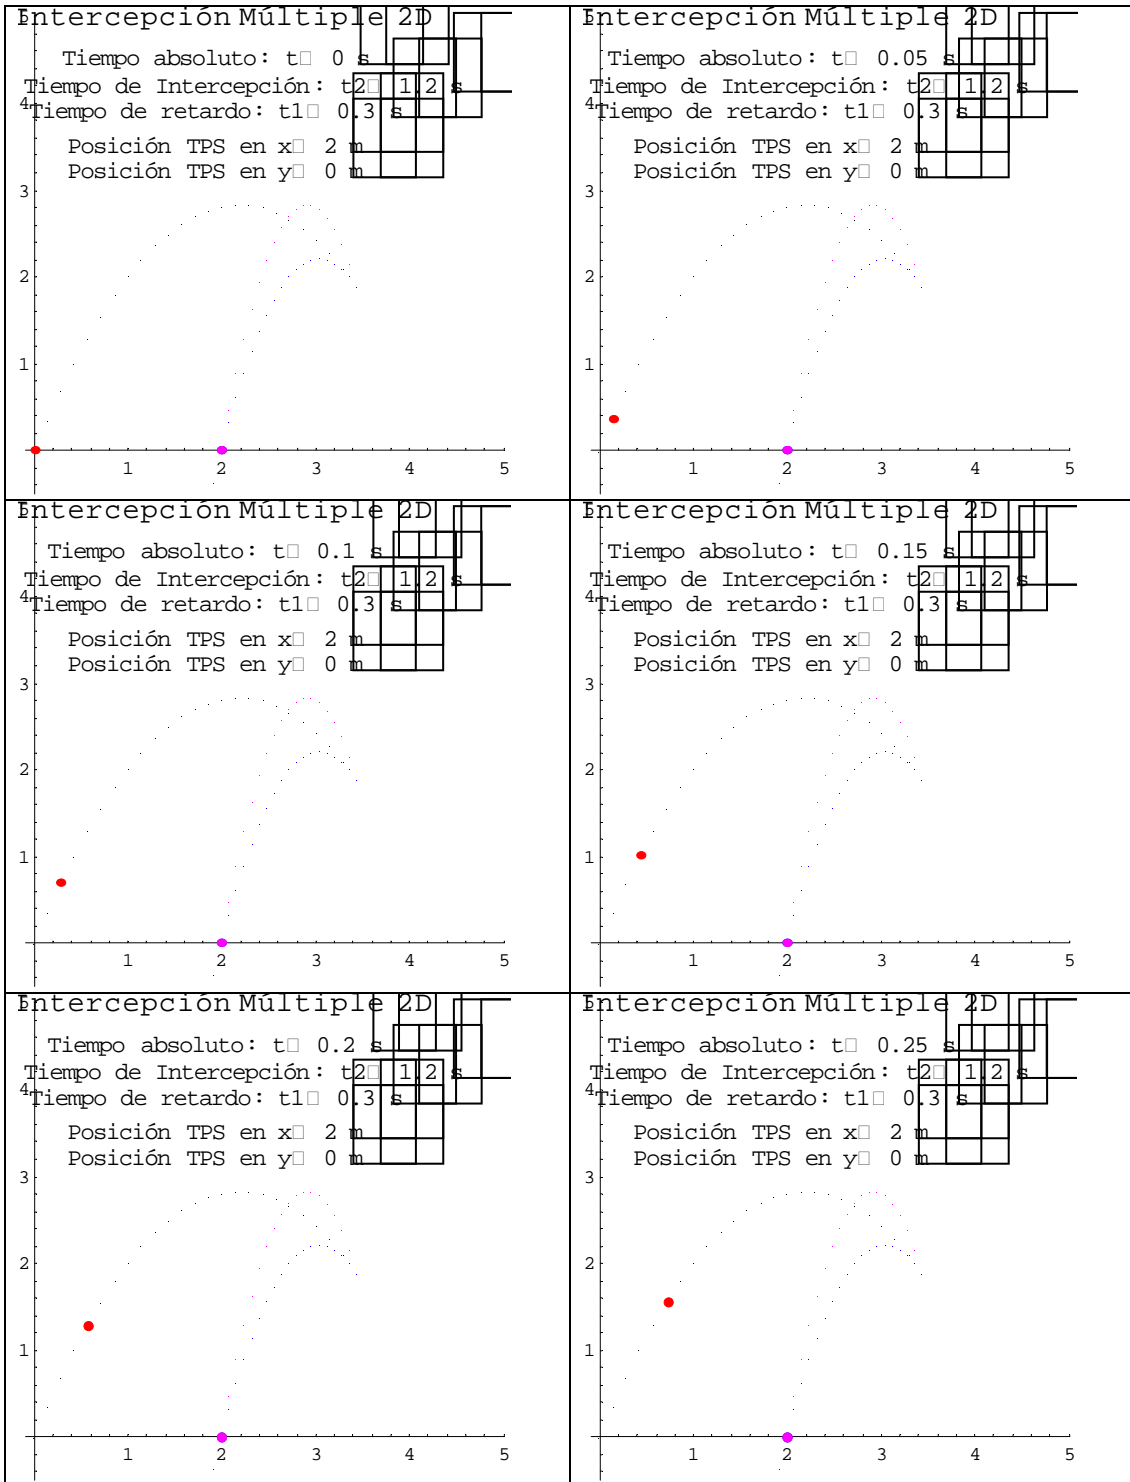 Intercepción Múltiple 2D
Tiempo absoluto: t□ 0 s
Tiempo de Intercepción: t2□ 1.2 s
Tiempo de retardo: t1□ 0.3 s
Posición TPS en x□ 2 m
Posición TPS en y□ 0 m
5
4
3
2
1
1 2 3 4 5
Intercepción Múltiple 2D
Tiempo absoluto: t□ 0.05 s
Tiempo de Intercepción: t2□ 1.2 s
Tiempo de retardo: t1□ 0.3 s
Posición TPS en x□ 2 m
Posición TPS en y□ 0 m
5
4
3
2
1
1 2 3 4 5
Intercepción Múltiple 2D
Tiempo absoluto: t□ 0.1 s
Tiempo de Intercepción: t2□ 1.2 s
Tiempo de retardo: t1□ 0.3 s
Posición TPS en x□ 2 m
Posición TPS en y□ 0 m
5
4
3
2
1
1 2 3 4 5
Intercepción Múltiple 2D
Tiempo absoluto: t□ 0.15 s
Tiempo de Intercepción: t2□ 1.2 s
Tiempo de retardo: t1□ 0.3 s
Posición TPS en x□ 2 m
Posición TPS en y□ 0 m
5
4
3
2
1
1 2 3 4 5
Intercepción Múltiple 2D
Tiempo absoluto: t□ 0.2 s
Tiempo de Intercepción: t2□ 1.2 s
Tiempo de retardo: t1□ 0.3 s
Posición TPS en x□ 2 m
Posición TPS en y□ 0 m
5
4
3
2
1
1 2 3 4 5
Intercepción Múltiple 2D
Tiempo absoluto: t□ 0.25 s
Tiempo de Intercepción: t2□ 1.2 s
Tiempo de retardo: t1□ 0.3 s
Posición TPS en x□ 2 m
Posición TPS en y□ 0 m
5
4
3
2
1
1 2 3 4 5